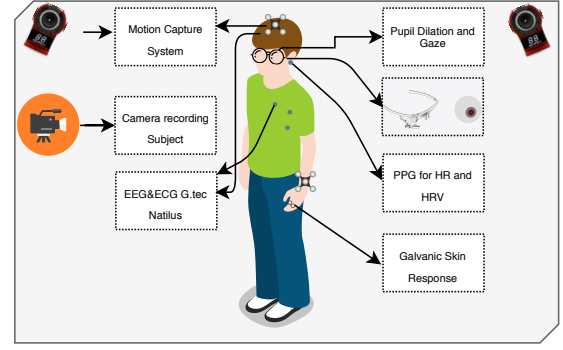 Motion Capture
System
Camera recording
Subject
EEG&ECG G.tec
Natilus
Pupil Dilation and
Gaze
PPG for HR and
HRV
Galvanic Skin
Response